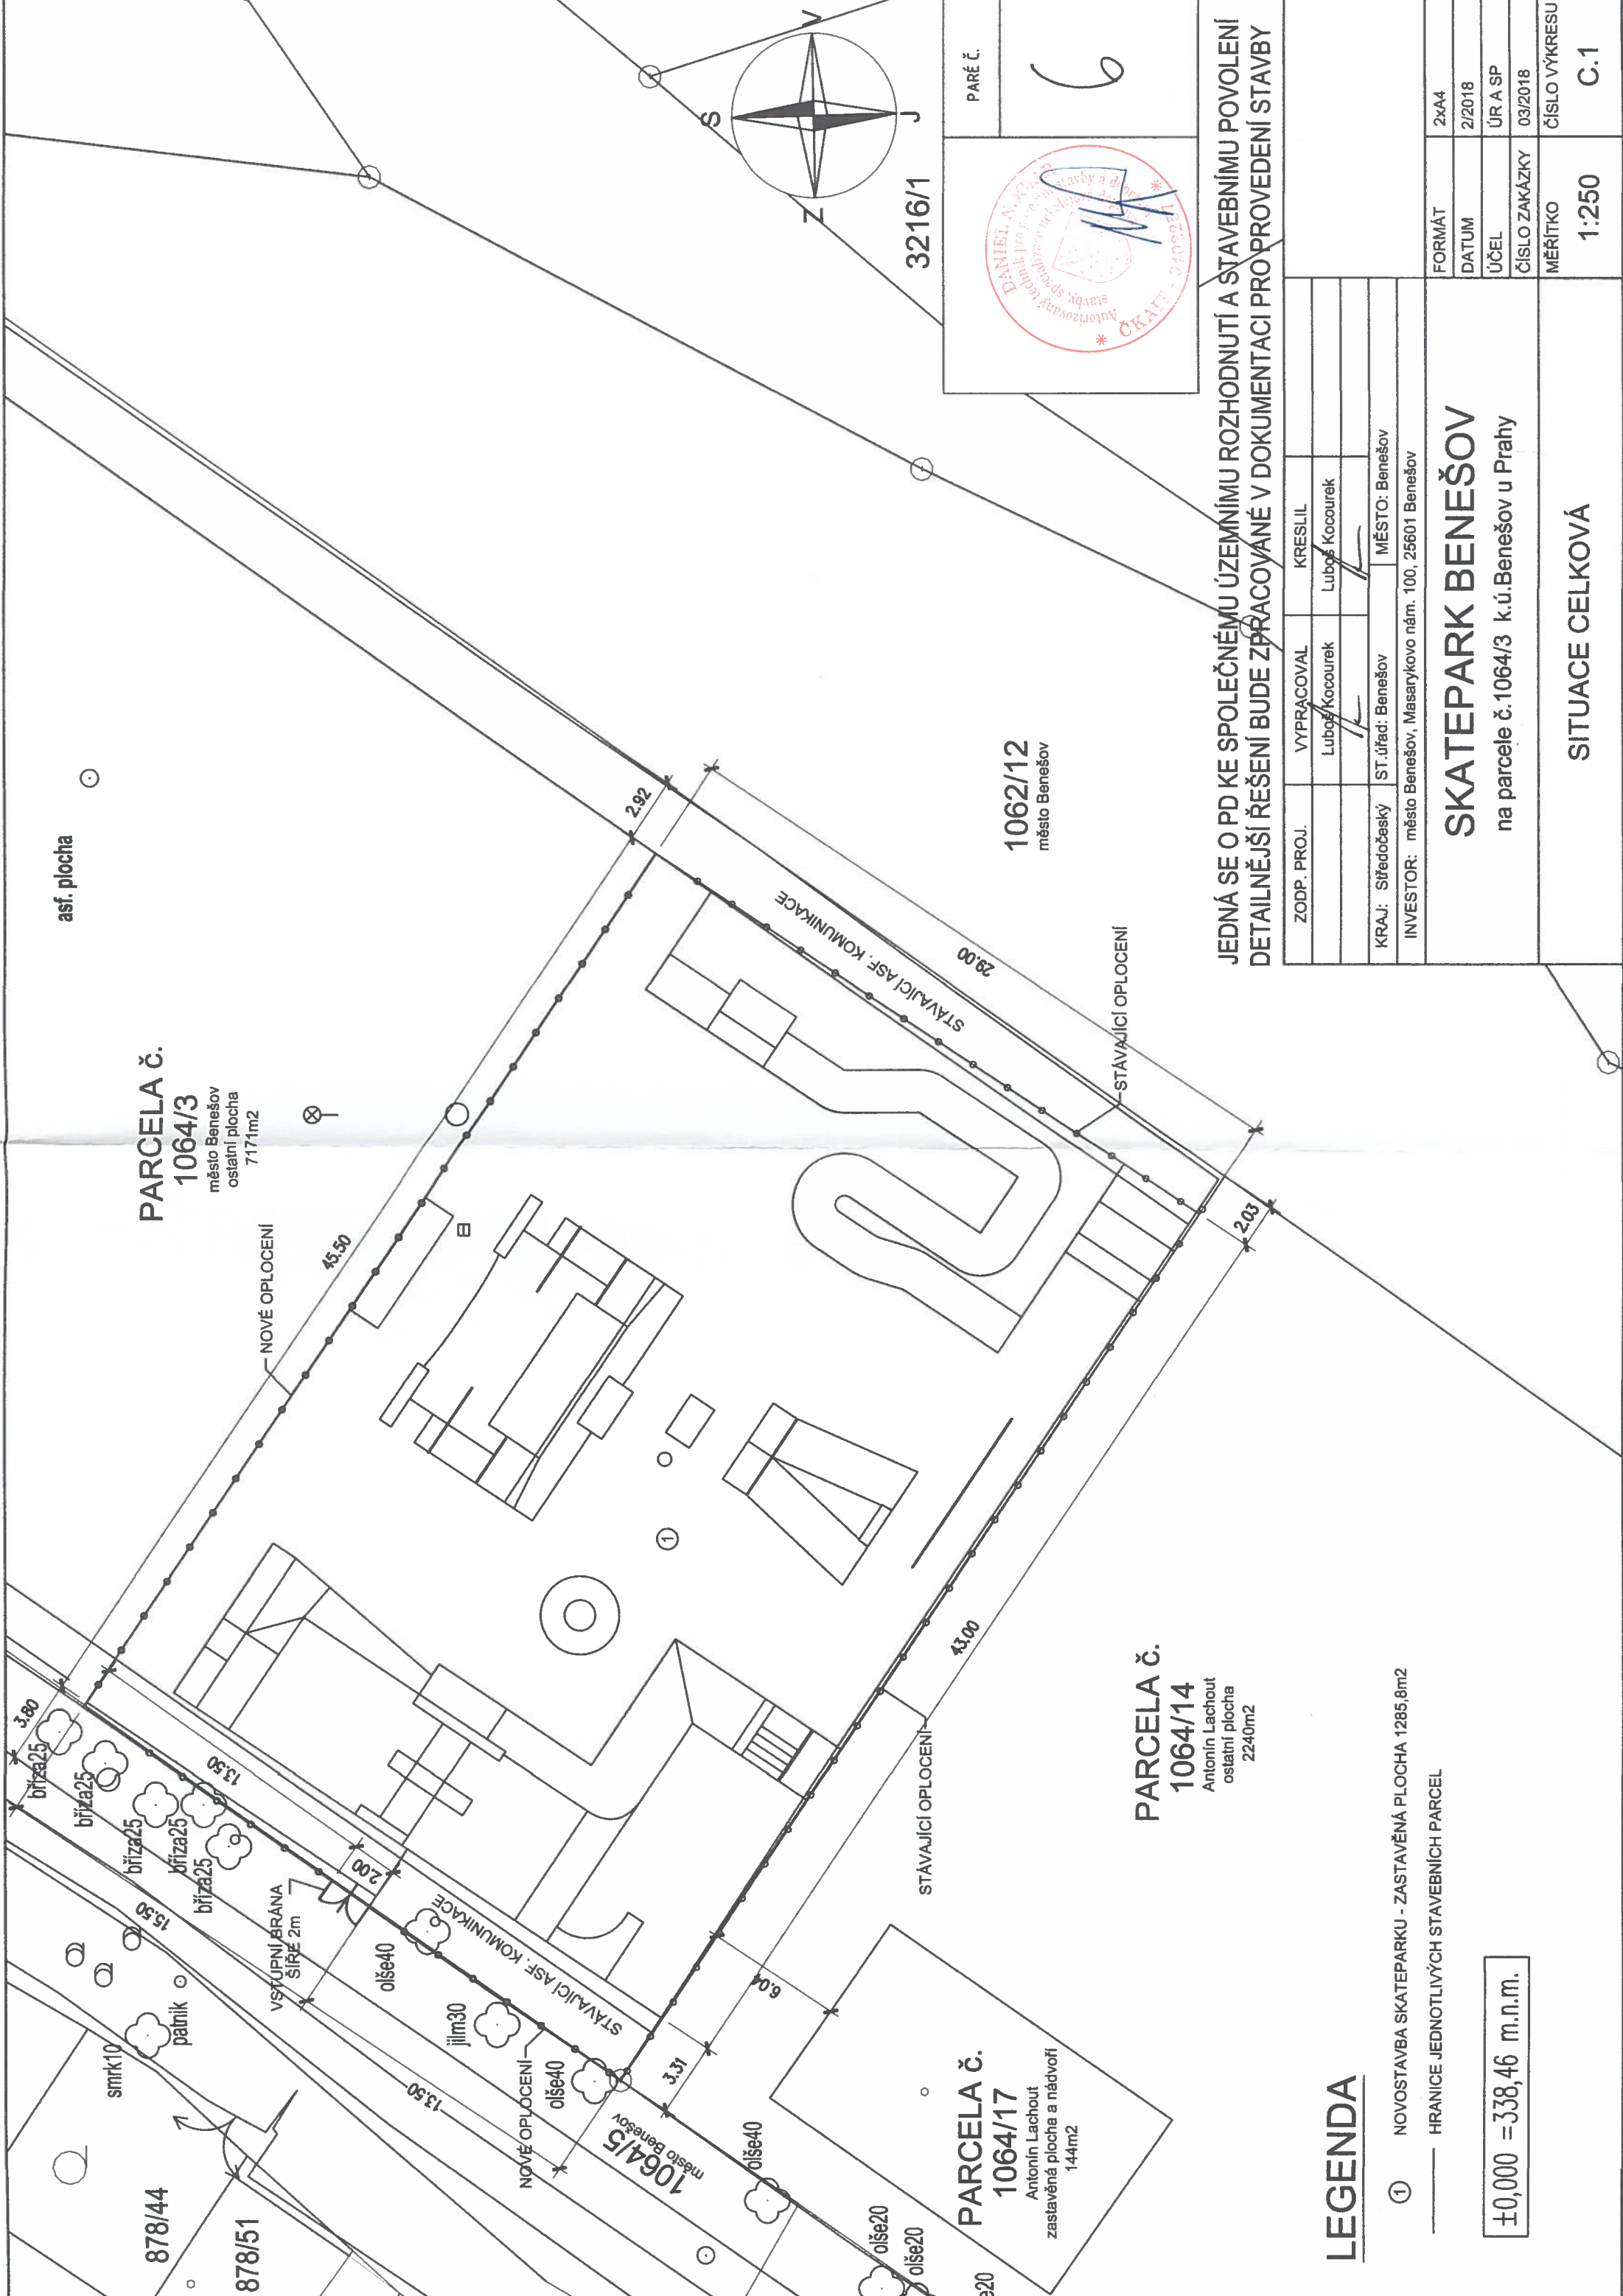 878/44
878/51
smrk10
patnik
bříza25
bříza25
bříza25
bříza25
bříza25
3.80
15.50
13.50
13.50
2.00
VSTUPNÍ BRÁNA
ŠÍŘE 2m
olše40
jilm30
NOVÉ OPLOCENÍ
olše40
STÁVAJÍCÍ ASF. KOMUNIKACE
1064/5
město Benešov
3.31
6.04
olše40
olše20
olše20
PARCELA č.
1064/17
Antonín Lachout
zastavěná plocha a nádvoří
144m2
asf. plocha
PARCELA č.
1064/3
město Benešov
ostatní plocha
7171m2
NOVÉ OPLOCENÍ
45.50
1
STÁVAJÍCÍ OPLOCENÍ
43.00
PARCELA č.
1064/14
Antonín Lachout
ostatní plocha
2240m2
2.92
STÁVAJÍCÍ ASF. KOMUNIKACE
29.00
STÁVAJÍCÍ OPLOCENÍ
2.03
1062/12
město Benešov
3216/1
S
V
J
Z
LEGENDA
1 NOVOSTAVBA SKATEPARKU - ZASTAVĚNÁ PLOCHA 1285,8m2
HRANICE JEDNOTLIVÝCH STAVEBNÍCH PARCEL
±0,000 =338,46 m.n.m.
PARÉ Č.
6
JEDNÁ SE O PD KE SPOLEČNÉMU ÚZEMNÍMU ROZHODNUTÍ A STAVEBNÍMU POVOLENÍ
DETAILNĚJŠÍ ŘEŠENÍ BUDE ZPRACOVANÉ V DOKUMENTACI PRO PROVEDENÍ STAVBY
ZODP. PROJ. VYPRACOVAL KRESLIL
Luboš Kocourek Luboš Kocourek
KRAJ: Středočeský ST.úřad: Benešov MĚSTO: Benešov
INVESTOR: město Benešov, Masarykovo nám. 100, 25601 Benešov
SKATEPARK BENEŠOV
na parcele č.1064/3 k.ú.Benešov u Prahy
SITUACE CELKOVÁ
FORMÁT 2xA4
DATUM 2/2018
ÚČEL ÚR A SP
ČÍSLO ZAKÁZKY 03/2018
MĚŘÍTKO ČÍSLO VÝKRESU
1:250 C.1